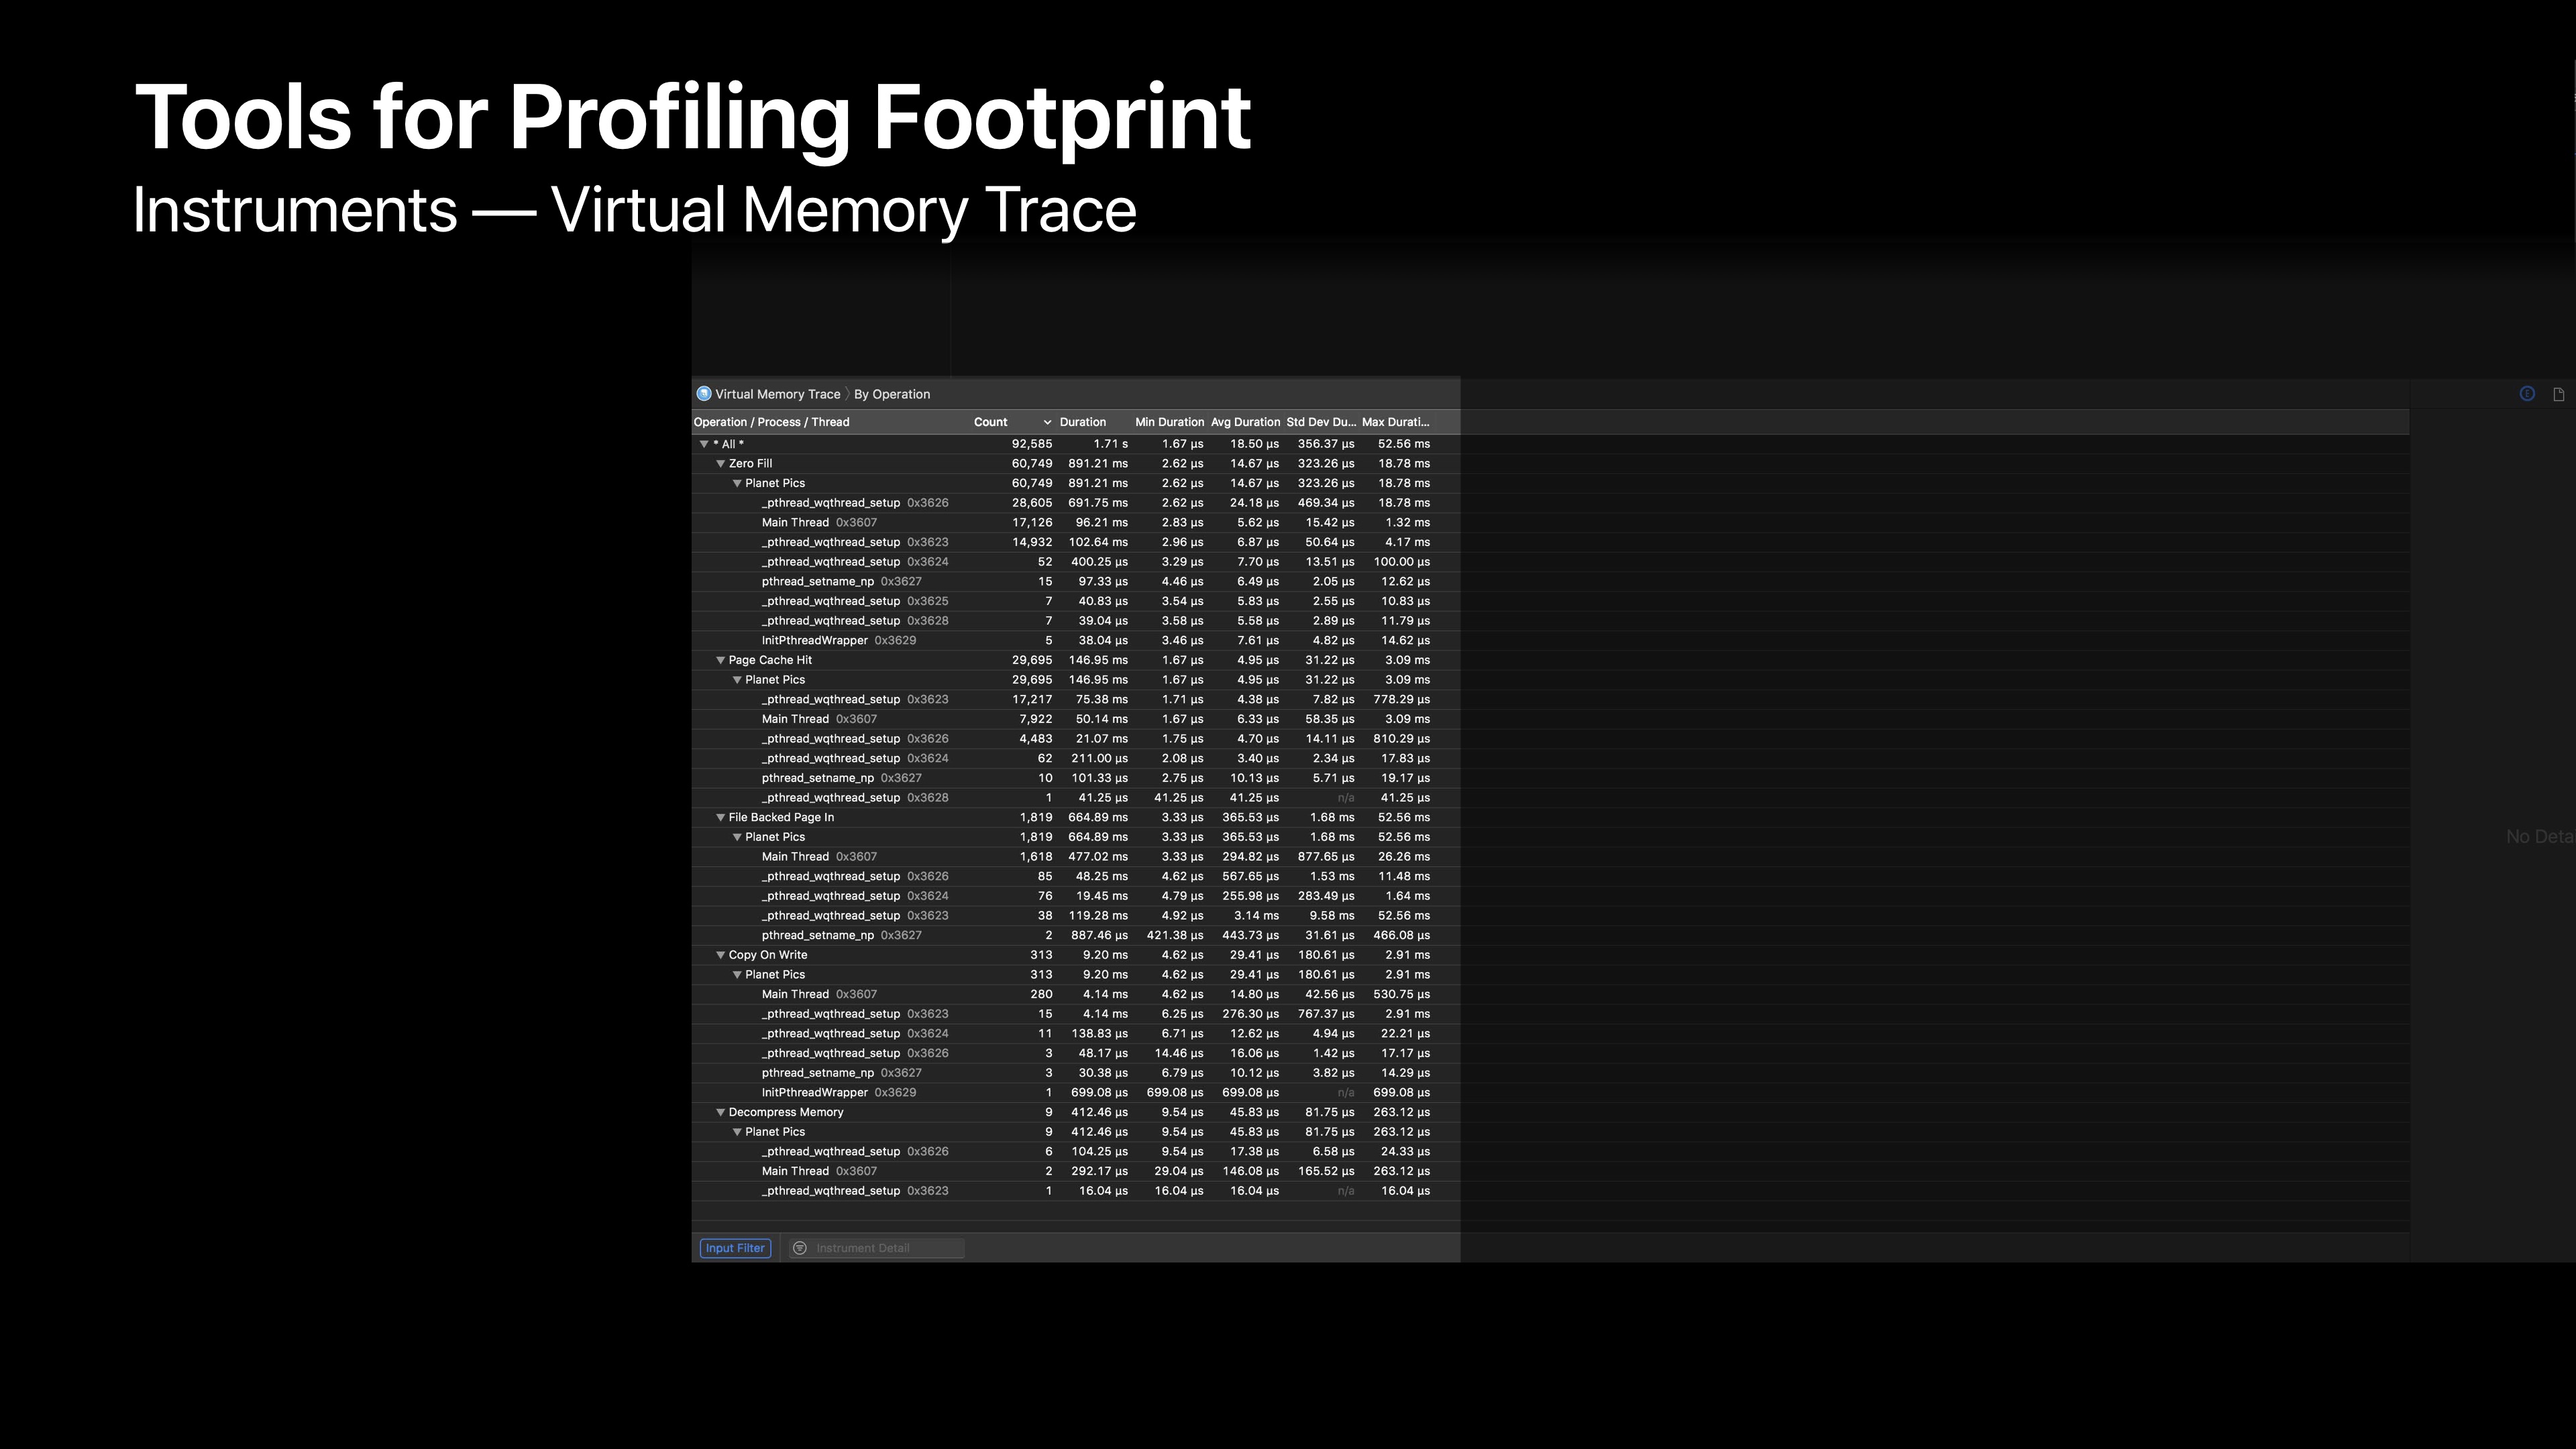 Tools for Profiling Footprint
Instruments — Virtual Memory Trace
Virtual Memory Trace 〉 By Operation
Operation / Process / Thread Count Duration Min Duration Avg Duration Std Dev Du... Max Durati...
* All * 92,585 1.71 s 1.67 µs 18.50 µs 356.37 µs 52.56 ms
Zero Fill 60,749 891.21 ms 2.62 µs 14.67 µs 323.26 µs 18.78 ms
Planet Pics 60,749 891.21 ms 2.62 µs 14.67 µs 323.26 µs 18.78 ms
_pthread_wqthread_setup 0x3626 28,605 691.75 ms 2.62 µs 24.18 µs 469.34 µs 18.78 ms
Main Thread 0x3607 17,126 96.21 ms 2.83 µs 5.62 µs 15.42 µs 1.32 ms
_pthread_wqthread_setup 0x3623 14,932 102.64 ms 2.96 µs 6.87 µs 50.64 µs 4.17 ms
_pthread_wqthread_setup 0x3624 52 400.25 µs 3.29 µs 7.70 µs 13.51 µs 100.00 µs
pthread_setname_np 0x3627 15 97.33 µs 4.46 µs 6.49 µs 2.05 µs 12.62 µs
_pthread_wqthread_setup 0x3625 7 40.83 µs 3.54 µs 5.83 µs 2.55 µs 10.83 µs
_pthread_wqthread_setup 0x3628 7 39.04 µs 3.58 µs 5.58 µs 2.89 µs 11.79 µs
InitPthreadWrapper 0x3629 5 38.04 µs 3.46 µs 7.61 µs 4.82 µs 14.62 µs
Page Cache Hit 29,695 146.95 ms 1.67 µs 4.95 µs 31.22 µs 3.09 ms
Planet Pics 29,695 146.95 ms 1.67 µs 4.95 µs 31.22 µs 3.09 ms
_pthread_wqthread_setup 0x3623 17,217 75.38 ms 1.71 µs 4.38 µs 7.82 µs 778.29 µs
Main Thread 0x3607 7,922 50.14 ms 1.67 µs 6.33 µs 58.35 µs 3.09 ms
_pthread_wqthread_setup 0x3626 4,483 21.07 ms 1.75 µs 4.70 µs 14.11 µs 810.29 µs
_pthread_wqthread_setup 0x3624 62 211.00 µs 2.08 µs 3.40 µs 2.34 µs 17.83 µs
pthread_setname_np 0x3627 10 101.33 µs 2.75 µs 10.13 µs 5.71 µs 19.17 µs
_pthread_wqthread_setup 0x3628 1 41.25 µs 41.25 µs 41.25 µs n/a 41.25 µs
File Backed Page In 1,819 664.89 ms 3.33 µs 365.53 µs 1.68 ms 52.56 ms
Planet Pics 1,819 664.89 ms 3.33 µs 365.53 µs 1.68 ms 52.56 ms
Main Thread 0x3607 1,618 477.02 ms 3.33 µs 294.82 µs 877.65 µs 26.26 ms
_pthread_wqthread_setup 0x3626 85 48.25 ms 4.62 µs 567.65 µs 1.53 ms 11.48 ms
_pthread_wqthread_setup 0x3624 76 19.45 ms 4.79 µs 255.98 µs 283.49 µs 1.64 ms
_pthread_wqthread_setup 0x3623 38 119.28 ms 4.92 µs 3.14 ms 9.58 ms 52.56 ms
pthread_setname_np 0x3627 2 887.46 µs 421.38 µs 443.73 µs 31.61 µs 466.08 µs
Copy On Write 313 9.20 ms 4.62 µs 29.41 µs 180.61 µs 2.91 ms
Planet Pics 313 9.20 ms 4.62 µs 29.41 µs 180.61 µs 2.91 ms
Main Thread 0x3607 280 4.14 ms 4.62 µs 14.80 µs 42.56 µs 530.75 µs
_pthread_wqthread_setup 0x3623 15 4.14 ms 6.25 µs 276.30 µs 767.37 µs 2.91 ms
_pthread_wqthread_setup 0x3624 11 138.83 µs 6.71 µs 12.62 µs 4.94 µs 22.21 µs
_pthread_wqthread_setup 0x3626 3 48.17 µs 14.46 µs 16.06 µs 1.42 µs 17.17 µs
pthread_setname_np 0x3627 3 30.38 µs 6.79 µs 10.12 µs 3.82 µs 14.29 µs
InitPthreadWrapper 0x3629 1 699.08 µs 699.08 µs 699.08 µs n/a 699.08 µs
Decompress Memory 9 412.46 µs 9.54 µs 45.83 µs 81.75 µs 263.12 µs
Planet Pics 9 412.46 µs 9.54 µs 45.83 µs 81.75 µs 263.12 µs
_pthread_wqthread_setup 0x3626 6 104.25 µs 9.54 µs 17.38 µs 6.58 µs 24.33 µs
Main Thread 0x3607 2 292.17 µs 29.04 µs 146.08 µs 165.52 µs 263.12 µs
_pthread_wqthread_setup 0x3623 1 16.04 µs 16.04 µs 16.04 µs n/a 16.04 µs
Input Filter Instrument Detail
E
No Deta